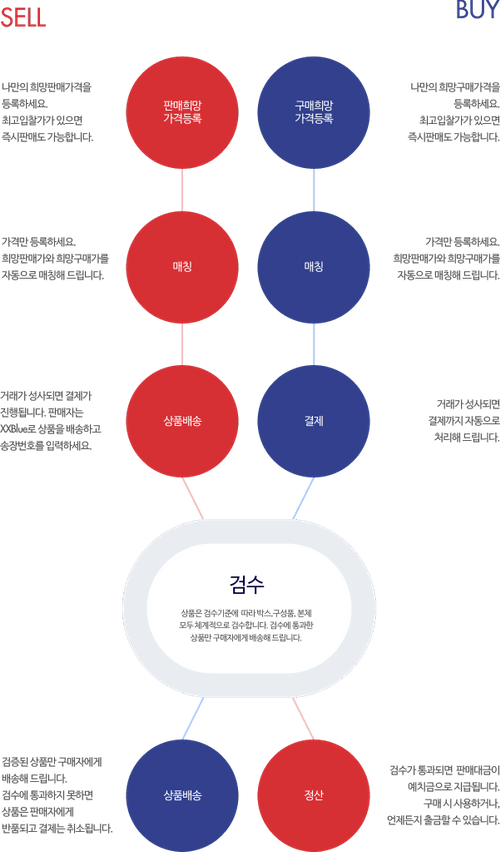 SELL
BUY
나만의 희망판매가격을
등록하세요.
최고입찰가가 있으면
즉시판매도 가능합니다.
판매희망
가격등록
구매희망
가격등록
나만의 희망구매가격을
등록하세요.
최고입찰가가 있으면
즉시판매도 가능합니다.
가격만 등록하세요.
희망판매가와 희망구매가를
자동으로 매칭해 드립니다.
매칭
매칭
가격만 등록하세요.
희망판매가와 희망구매가를
자동으로 매칭해 드립니다.
거래가 성사되면 결제가
진행됩니다. 판매자는
XXBlue로 상품을 배송하고
송장번호를 입력하세요.
상품배송
결제
거래가 성사되면
결제까지 자동으로
처리해 드립니다.
검수
상품은 검수기준에 따라 박스,구성품, 본체
모두 체계적으로 검수합니다. 검수에 통과한
상품만 구매자에게 배송해 드립니다.
검증된 상품만 구매자에게
배송해 드립니다.
검수에 통과하지 못하면
상품은 판매자에게
반품되고 결제는 취소됩니다.
상품배송
정산
검수가 통과되면 판매대금이
예치금으로 지급됩니다.
구매 시 사용하거나,
언제든지 출금할 수 있습니다.